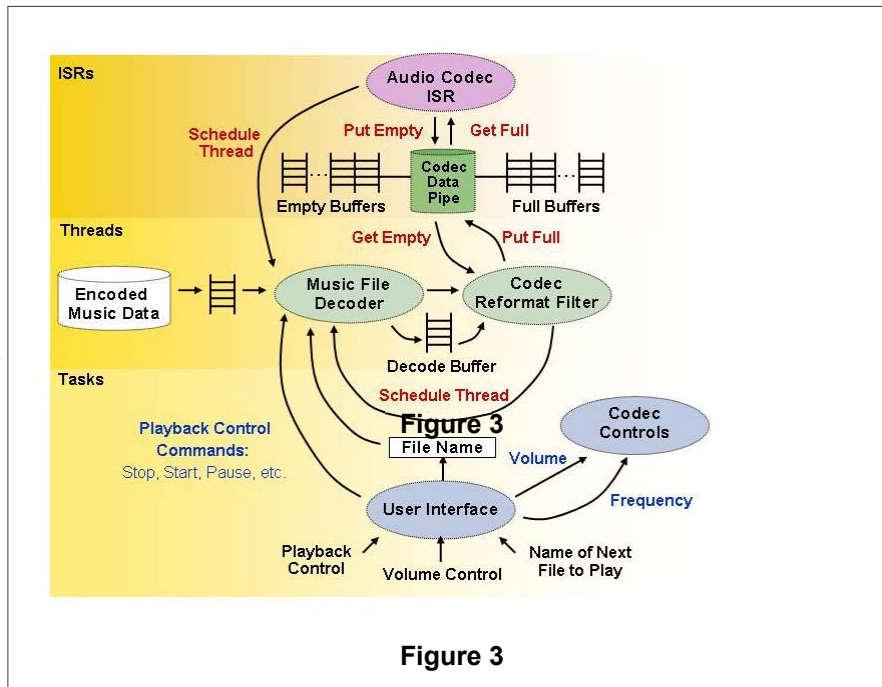 ISRs
Audio Codec
ISR
Schedule
Thread
Put Empty
Get Full
Codec
Data
Pipe
Empty Buffers
Full Buffers
Threads
Get Empty
Put Full
Encoded
Music Data
Music File
Decoder
Codec
Reformat Filter
Decode Buffer
Tasks
Schedule Thread
Figure 3
Playback Control
Commands:
Stop, Start, Pause, etc.
File Name
Codec
Controls
Volume
User Interface
Frequency
Playback
Control
Volume Control
Name of Next
File to Play
Figure 3